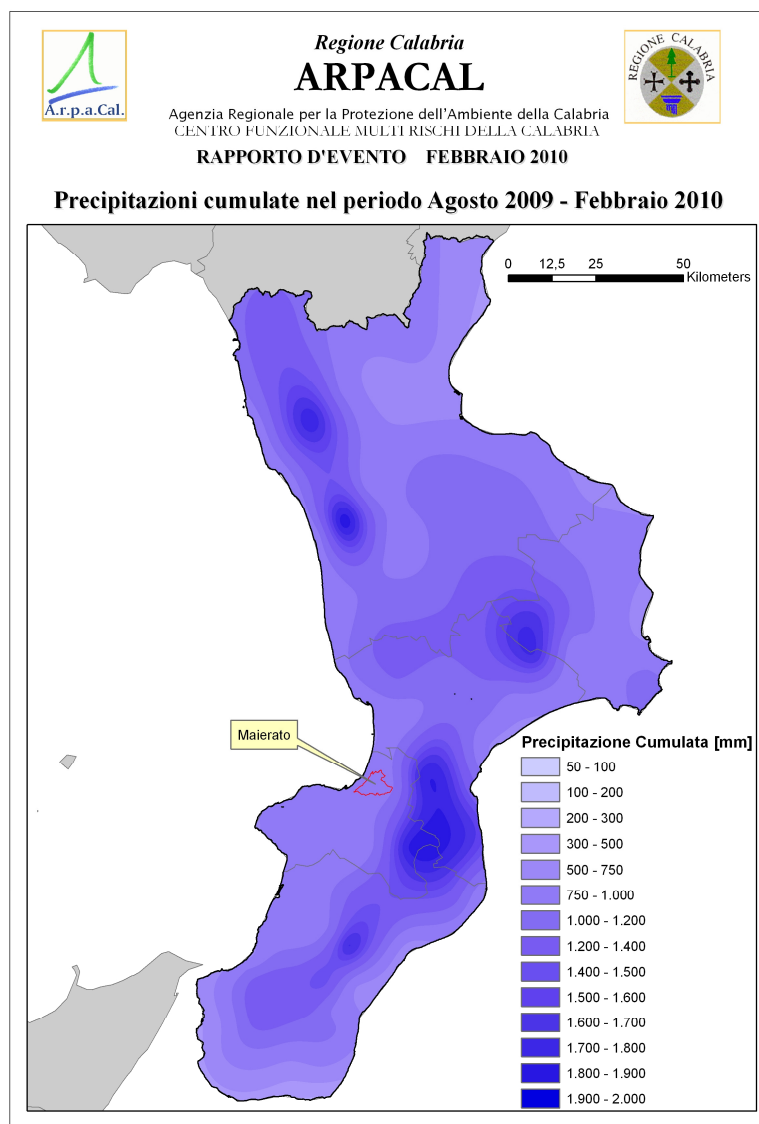 Regione Calabria
ARPACAL
A.r.p.a.Cal.
REGIONE CALABRIA
Agenzia Regionale per la Protezione dell'Ambiente della Calabria
CENTRO FUNZIONALE MULTI RISCHI DELLA CALABRIA
RAPPORTO D'EVENTO FEBBRAIO 2010
Precipitazioni cumulate nel periodo Agosto 2009 - Febbraio 2010
0 12,5 25 50
Kilometers
Maierato
Precipitazione Cumulata [mm]
50 - 100
100 - 200
200 - 300
300 - 500
500 - 750
750 - 1.000
1.000 - 1.200
1.200 - 1.400
1.400 - 1.500
1.500 - 1.600
1.600 - 1.700
1.700 - 1.800
1.800 - 1.900
1.900 - 2.000